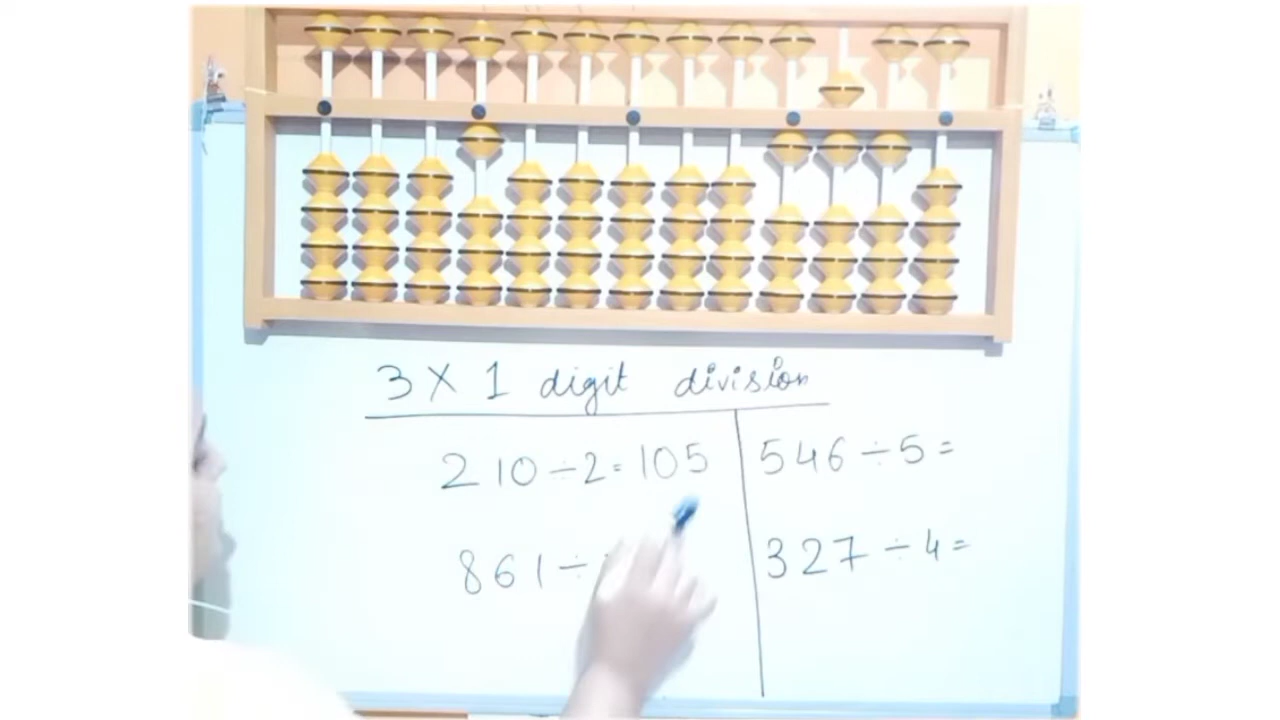 3 X 1 digit division
210÷2=105
861÷
546÷5=
327÷4=